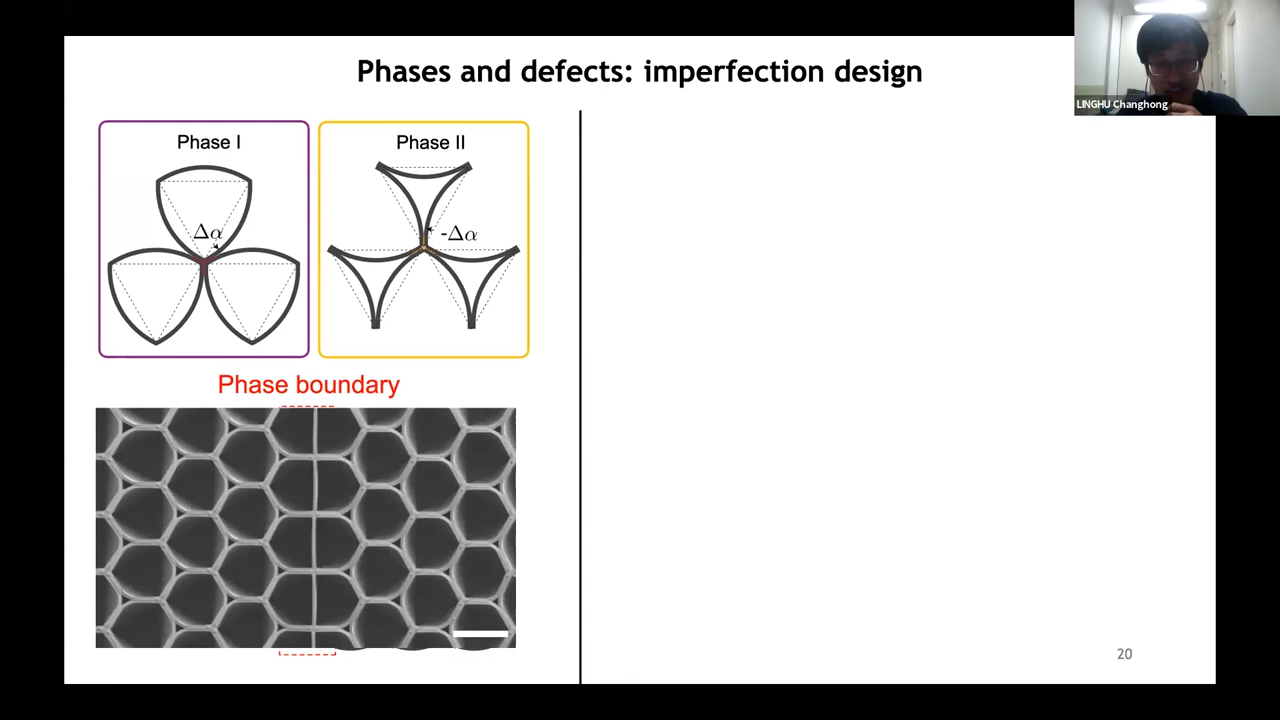 Phases and defects: imperfection design
LINGHU Changhong
Phase I
Phase II
Δα
-Δα
Phase boundary
20